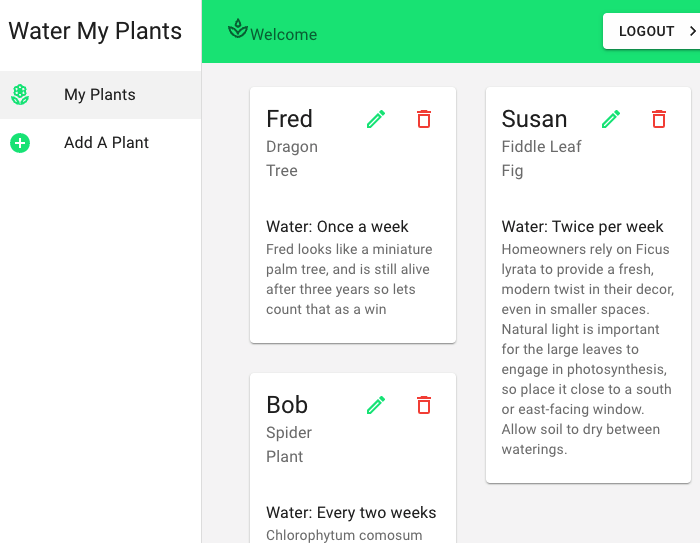 Water My Plants
My Plants
Add A Plant
Welcome
LOGOUT
Fred
Dragon
Tree
Water: Once a week
Fred looks like a miniature
palm tree, and is still alive
after three years so lets
count that as a win
Susan
Fiddle Leaf
Fig
Water: Twice per week
Homeowners rely on Ficus
lyrata to provide a fresh,
modern twist in their decor,
even in smaller spaces.
Natural light is important
for the large leaves to
engage in photosynthesis,
so place it close to a south
or east-facing window.
Allow soil to dry between
waterings.
Bob
Spider
Plant
Water: Every two weeks
Chlorophytum comosum